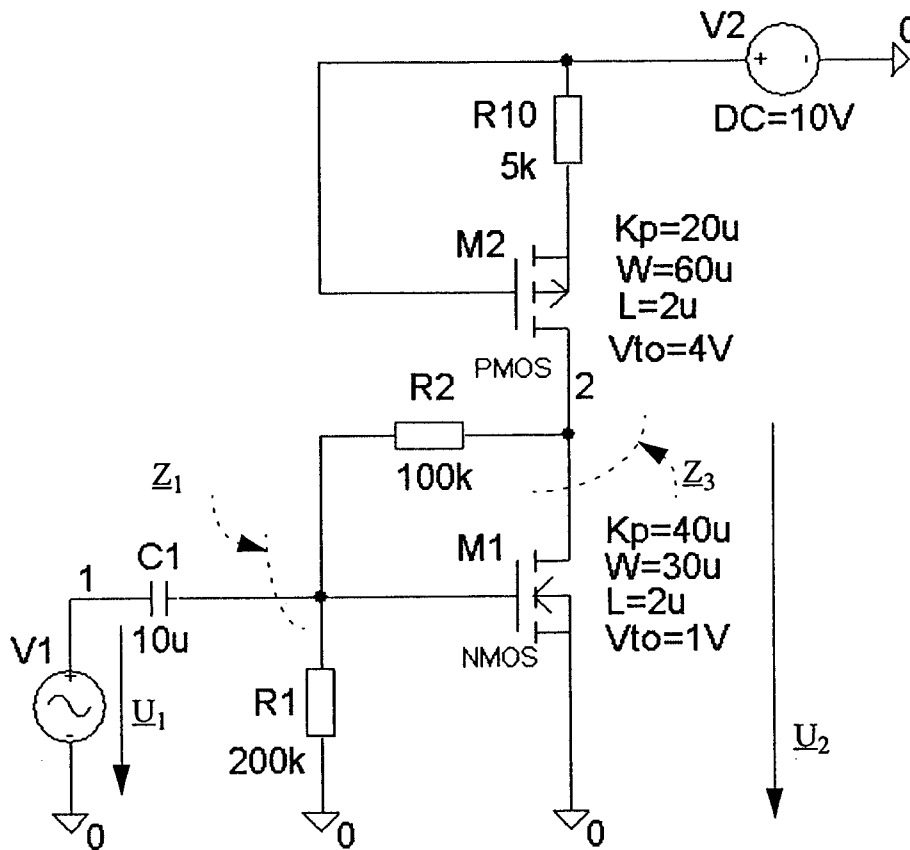 V2
0
+ -
DC=10V
R10
5k
M2
Kp=20u
W=60u
L=2u
Vto=4V
PMOS
2
R2
100k
Z1
Z3
Kp=40u
W=30u
L=2u
Vto=1V
M1
C1
1
10u
NMOS
V1
+
-
U1
R1
200k
U2
0
0
0